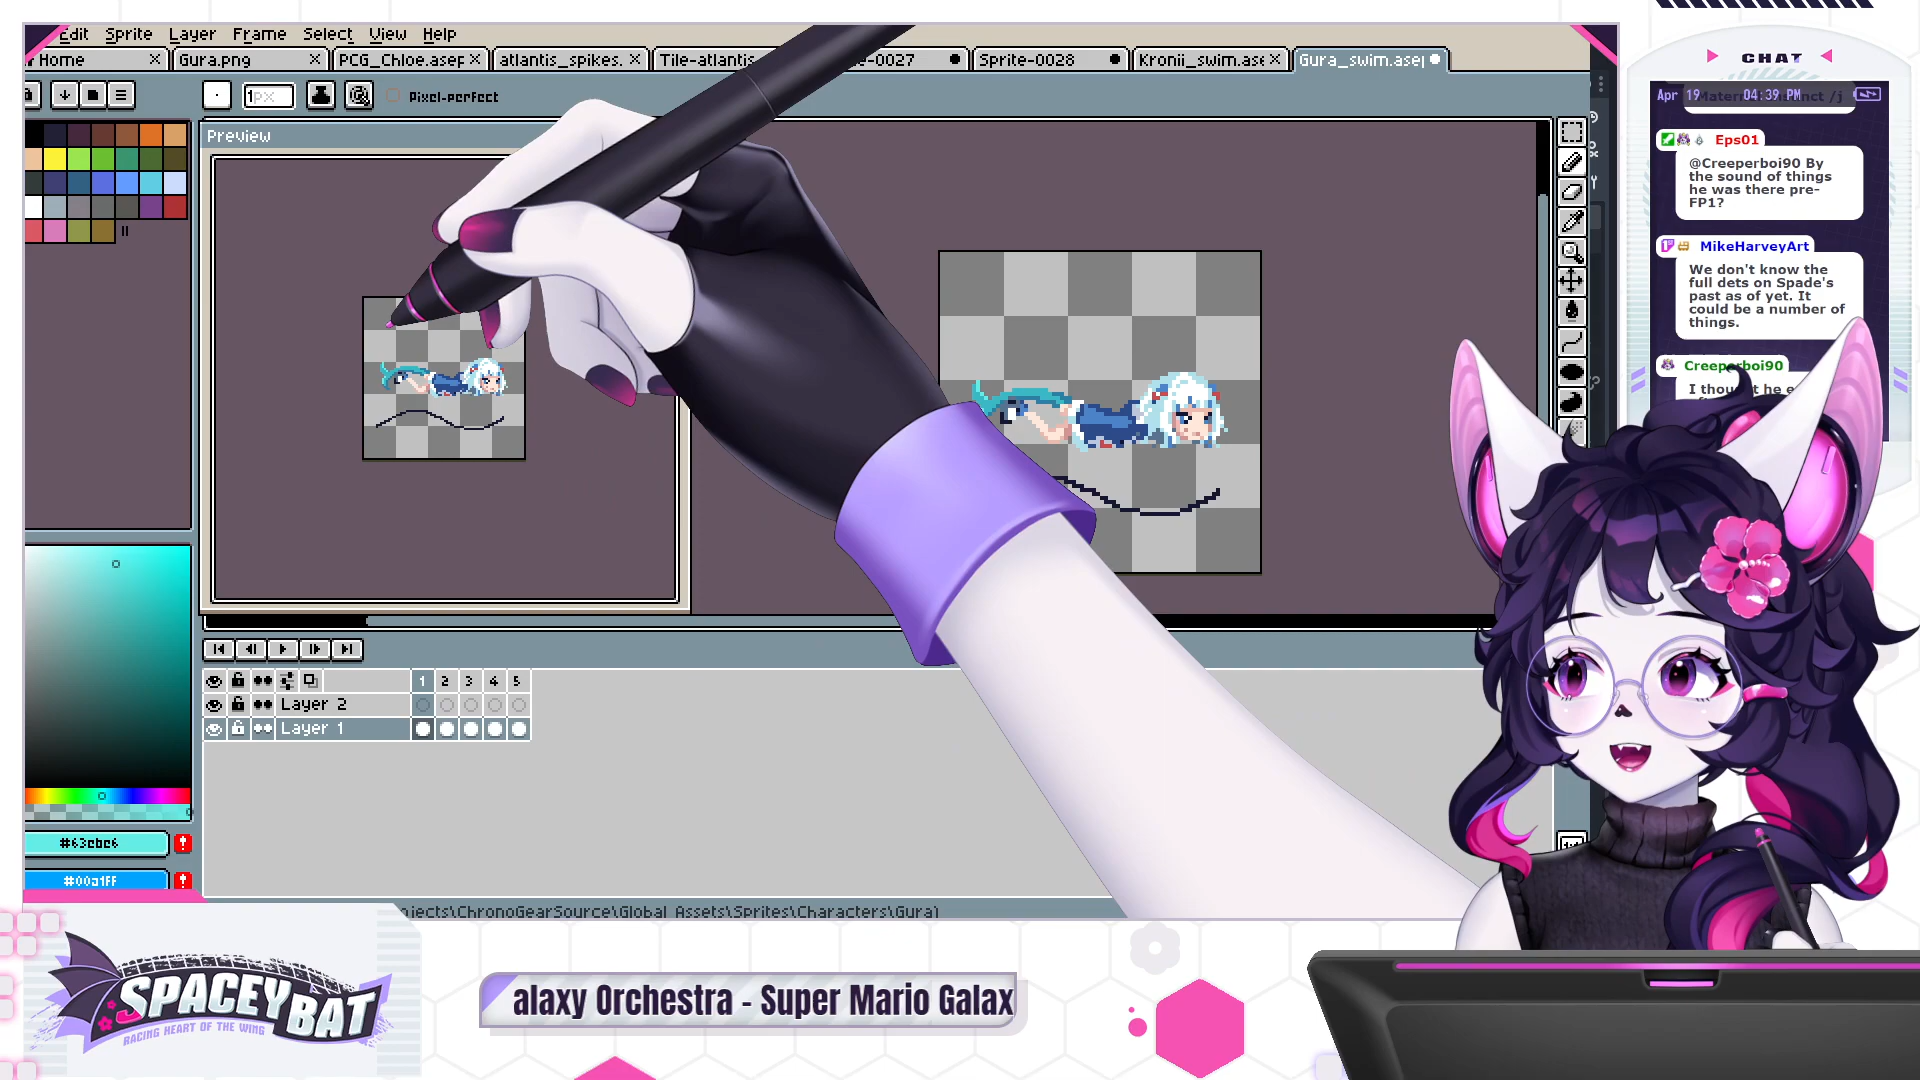 Edit Sprite Layer Frame Select View Help
Home Gura.png PCG_Chloe.asep atlantis_spikes. Tile-atlantis -0027 Sprite-0028 Kronii_swim.ase Gura_swim.asep
1px Pixel-perfect
Preview
1 2 3 4 5
Layer 2
Layer 1
#63ebe6
#00a1FF
jects\ChronoGearSource\Global_Assets\Sprites\Characters\Gura)
CHAT
Apr 19 04:39 PM
Eps01
@Creeperboi90 By
the sound of things
he was there pre-
FP1?
MikeHarveyArt
We don't know the
full dets on Spade's
past as of yet. It
could be a number of
things.
Creeperboi90
SPACEYBAT
RACING HEART OF THE WING
alaxy Orchestra - Super Mario Galax